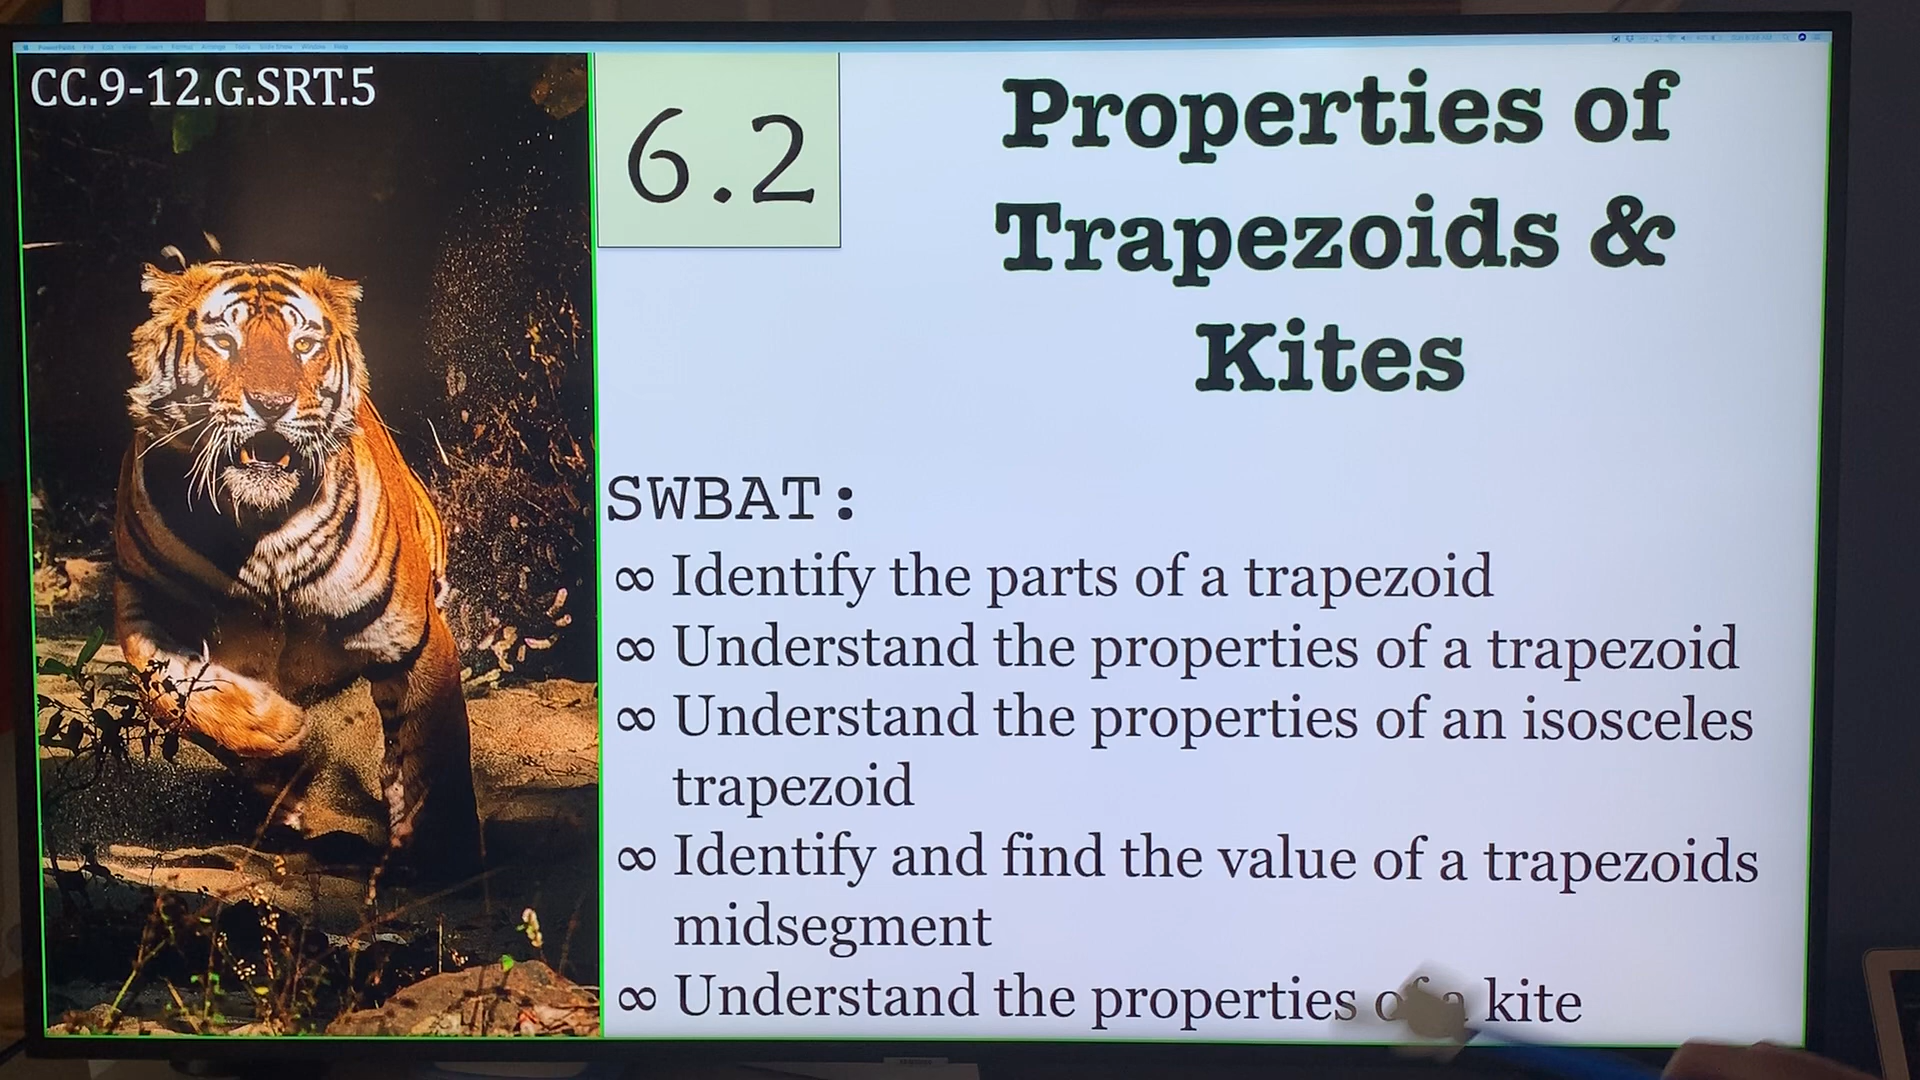 CC.9-12.G.SRT.5
6.2
Properties of
Trapezoids &
Kites
SWBAT:
∞ Identify the parts of a trapezoid
∞ Understand the properties of a trapezoid
∞ Understand the properties of an isosceles
trapezoid
∞ Identify and find the value of a trapezoids
midsegment
∞ Understand the properties of a kite